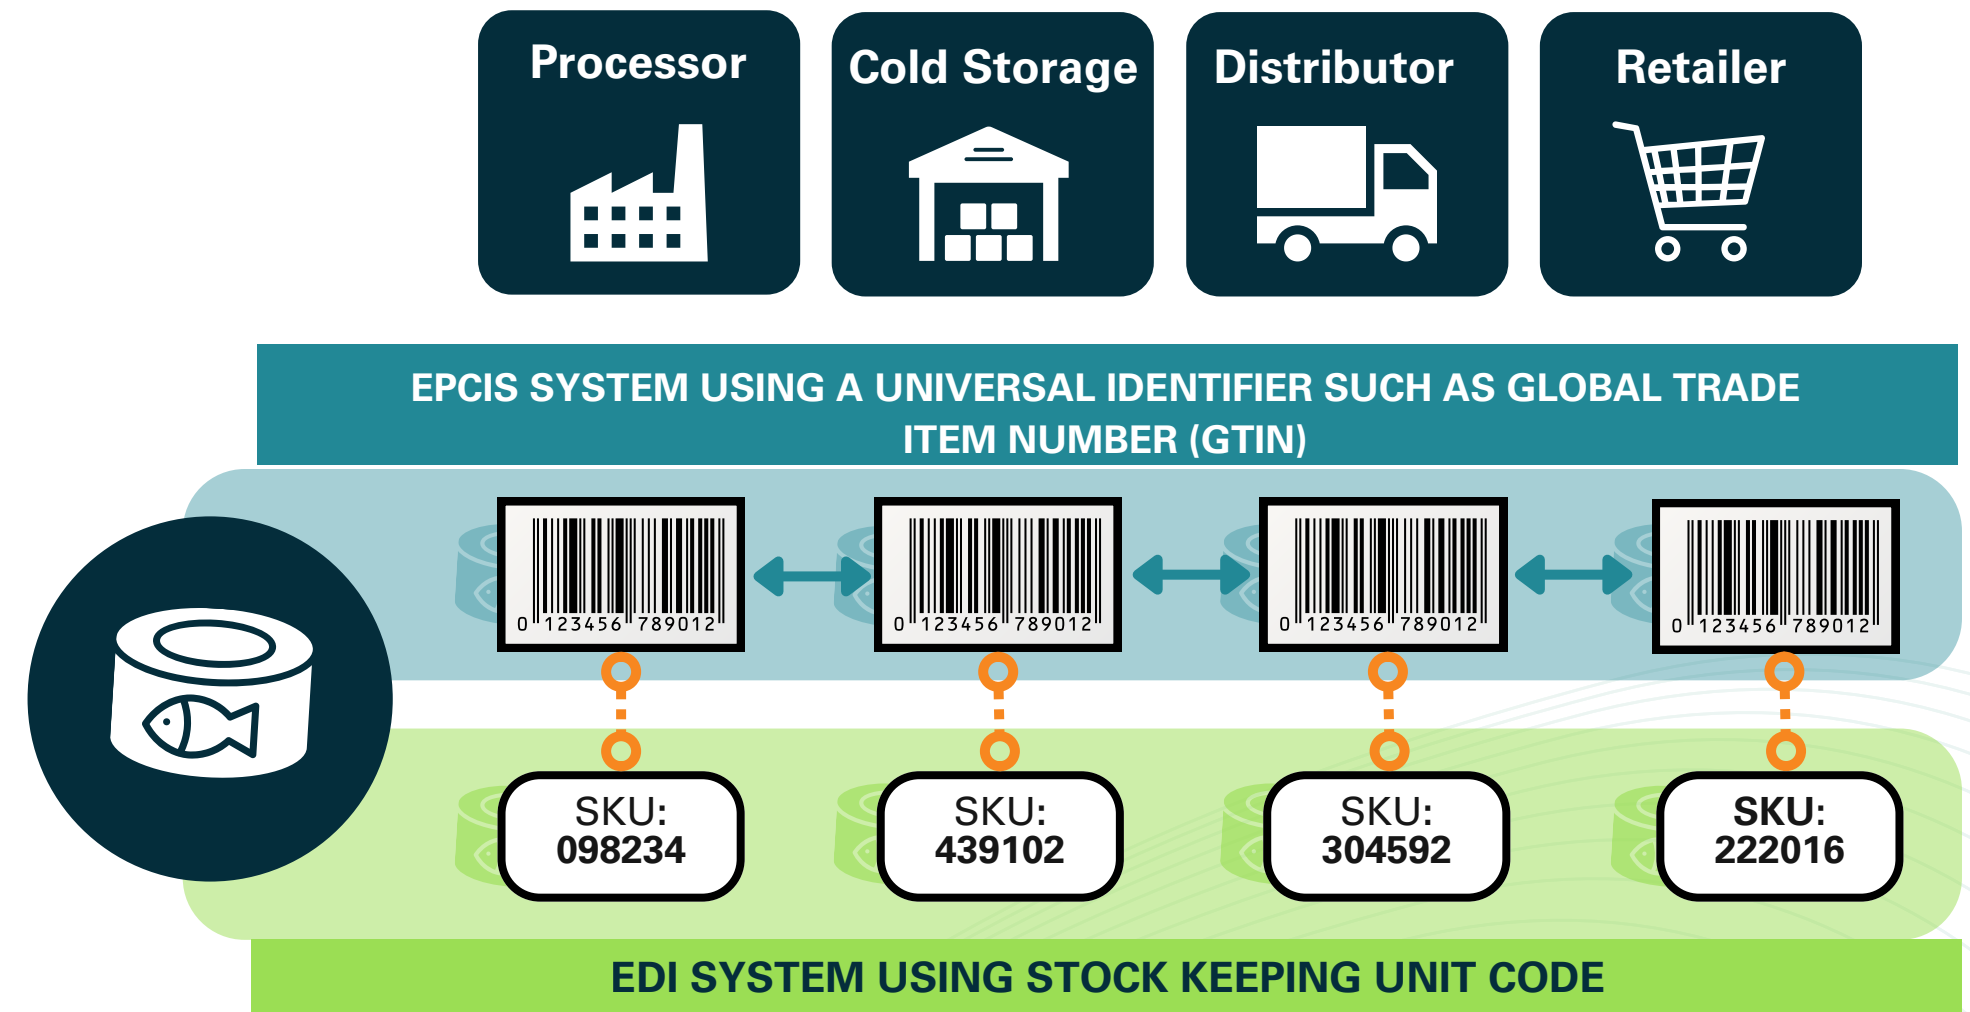 Processor
Cold Storage
Distributor
Retailer
EPCIS SYSTEM USING A UNIVERSAL IDENTIFIER SUCH AS GLOBAL TRADE
ITEM NUMBER (GTIN)
0 123456 789012
0 123456 789012
0 123456 789012
0 123456 789012
SKU:
098234
SKU:
439102
SKU:
304592
SKU:
222016
EDI SYSTEM USING STOCK KEEPING UNIT CODE